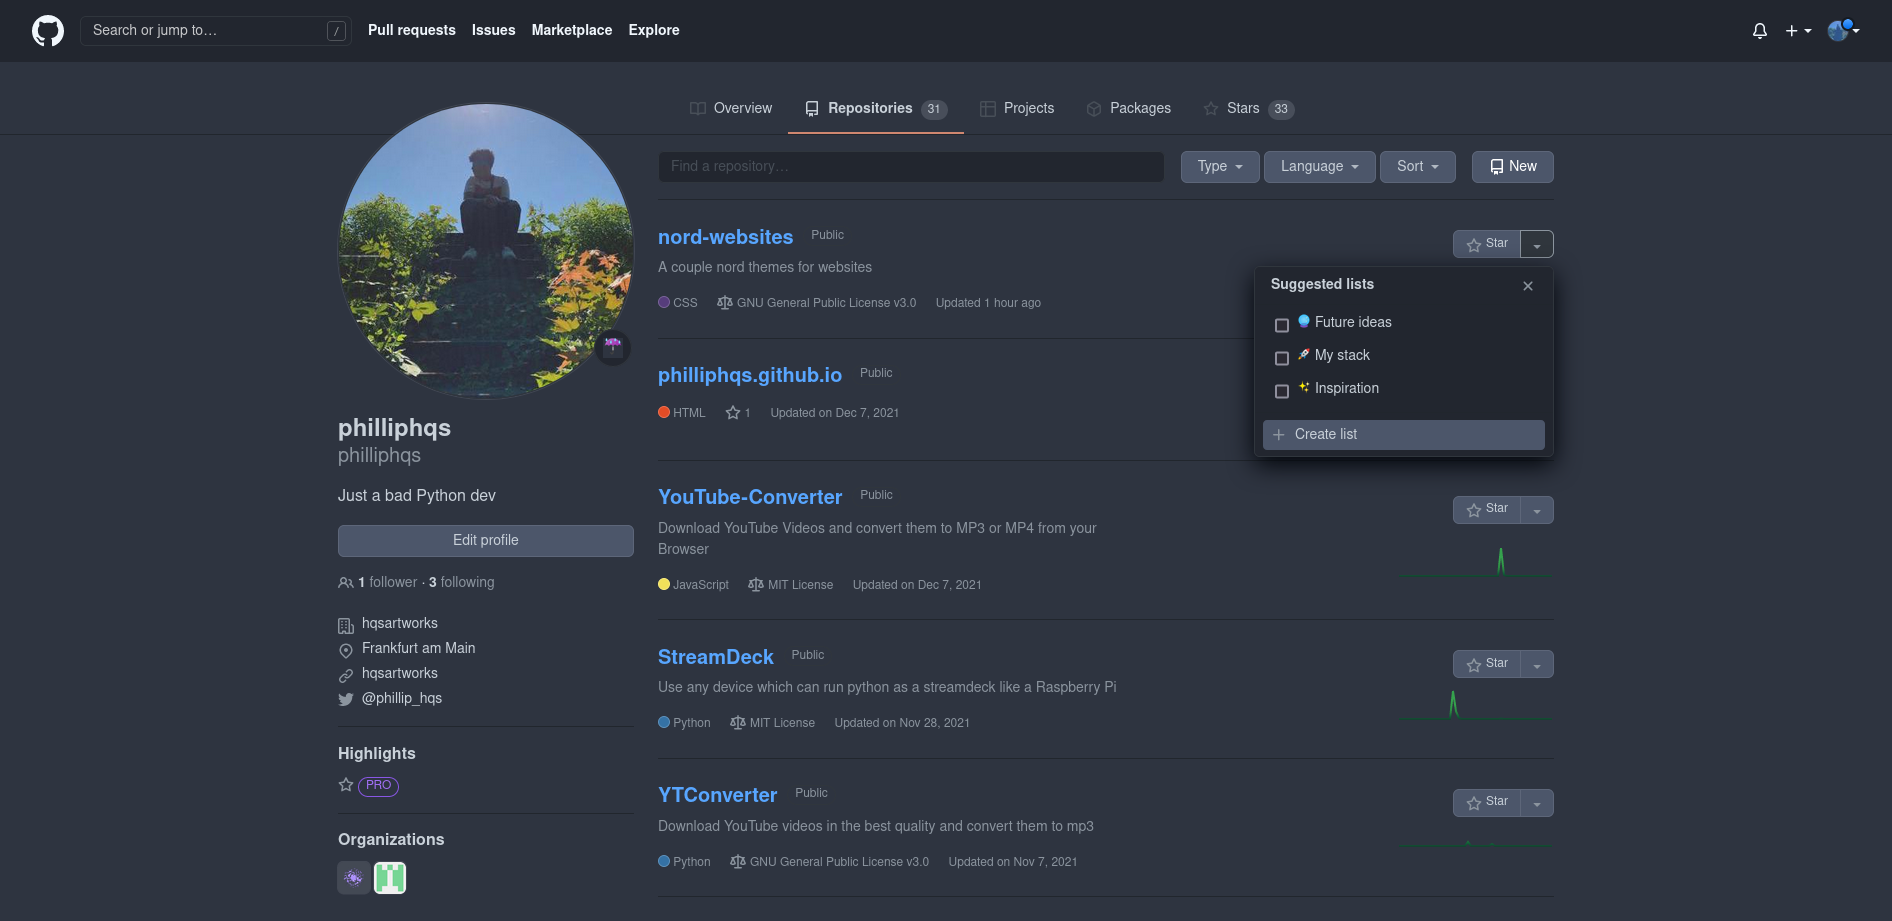 Search or jump to…
/
Pull requests
Issues
Marketplace
Explore
Overview
Repositories 31
Projects
Packages
Stars 33
philliphqs
philliphqs
Just a bad Python dev
Edit profile
1 follower · 3 following
hqsartworks
Frankfurt am Main
hqsartworks
@phillip_hqs
Highlights
PRO
Organizations
Find a repository…
Type
Language
Sort
New
nord-websites Public
Star
A couple nord themes for websites
CSS GNU General Public License v3.0 Updated 1 hour ago
Suggested lists
Future ideas
My stack
Inspiration
Create list
philliphqs.github.io Public
HTML 1 Updated on Dec 7, 2021
YouTube-Converter Public
Star
Download YouTube Videos and convert them to MP3 or MP4 from your
Browser
JavaScript MIT License Updated on Dec 7, 2021
StreamDeck Public
Star
Use any device which can run python as a streamdeck like a Raspberry Pi
Python MIT License Updated on Nov 28, 2021
YTConverter Public
Star
Download YouTube videos in the best quality and convert them to mp3
Python GNU General Public License v3.0 Updated on Nov 7, 2021